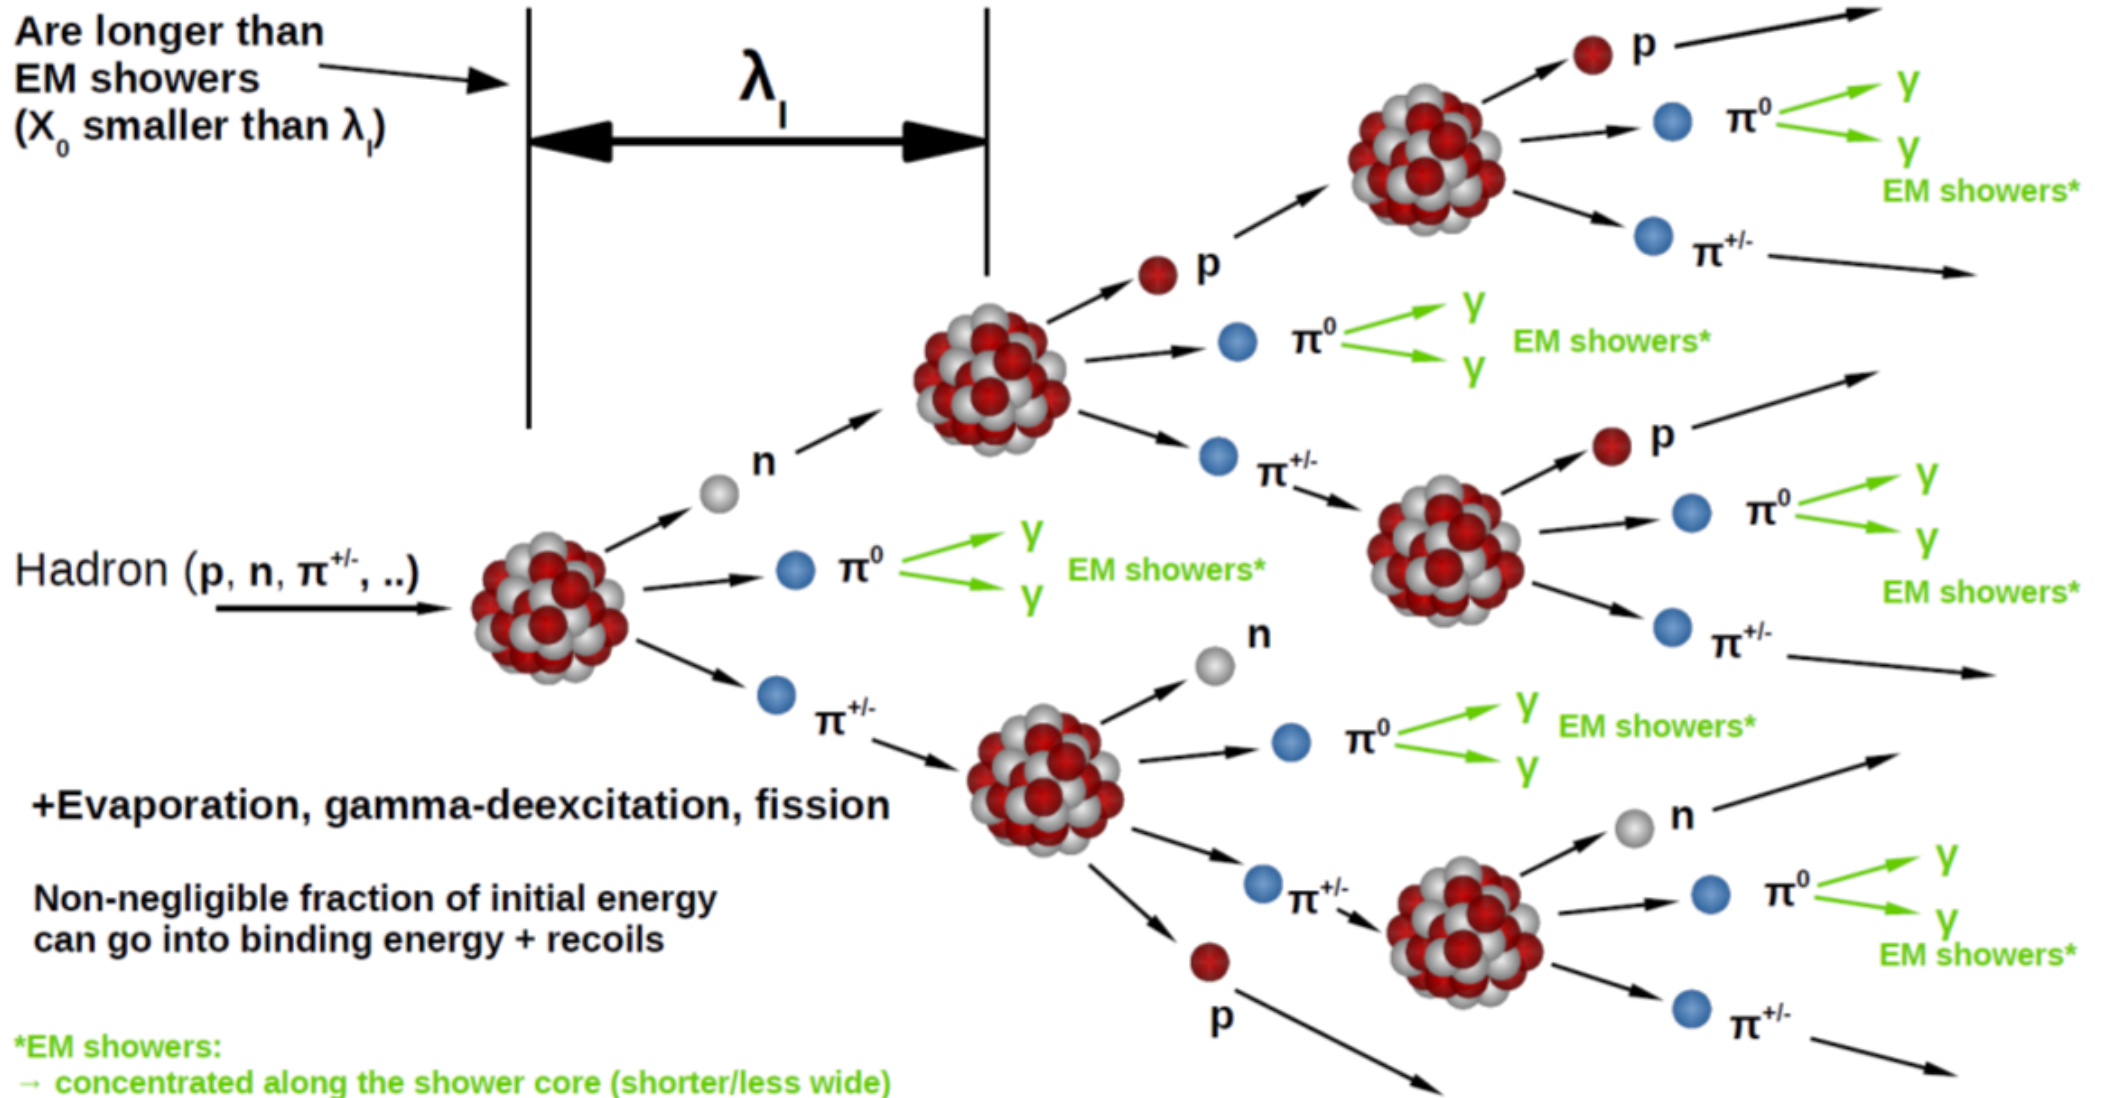 Are longer than
EM showers
(X₀ smaller than λ_I)
λ_I
p
π⁰
γ
γ
EM showers*
π⁺/⁻
p
π⁰
γ
γ
EM showers*
π⁺/⁻
p
π⁰
γ
γ
EM showers*
π⁺/⁻
n
Hadron (p, n, π⁺/⁻, ..)
π⁰
γ
γ
EM showers*
π⁺/⁻
n
π⁰
γ
γ
EM showers*
π⁺/⁻
p
n
π⁰
γ
γ
EM showers*
π⁺/⁻
+Evaporation, gamma-deexcitation, fission
Non-negligible fraction of initial energy
can go into binding energy + recoils
*EM showers:
→ concentrated along the shower core (shorter/less wide)